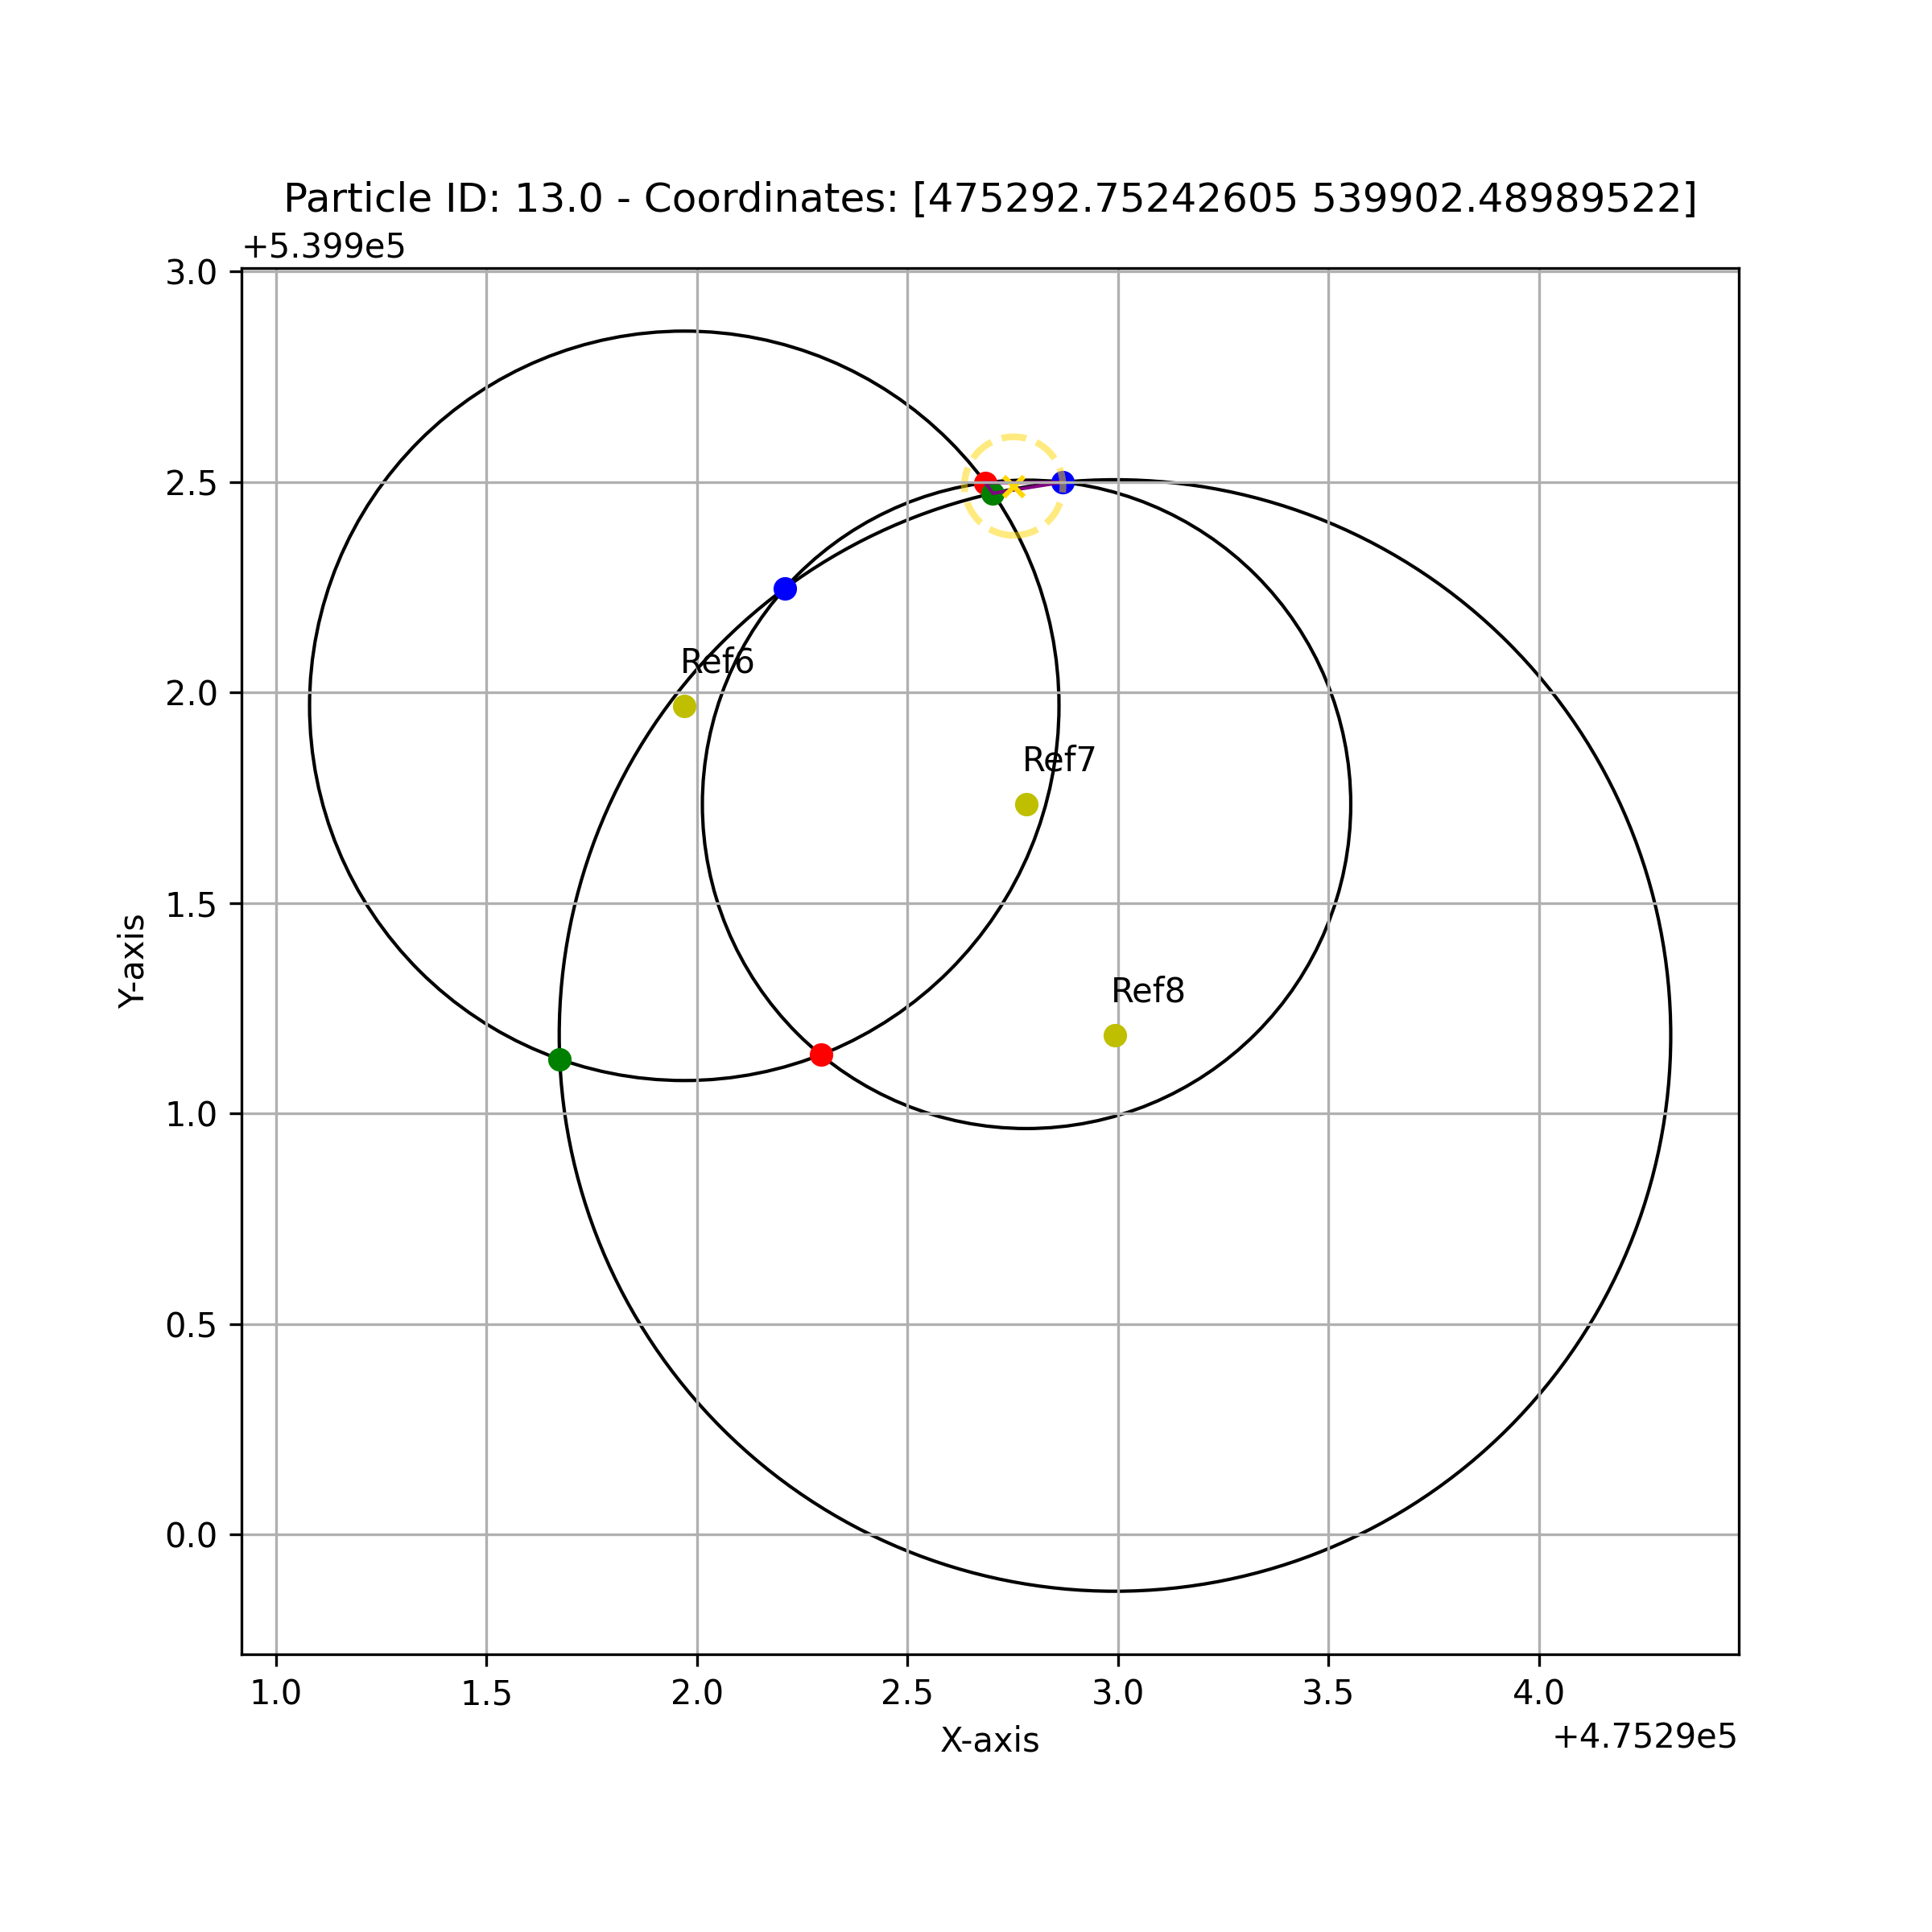 Particle ID: 13.0 - Coordinates: [475292.75242605 539902.48989522]
+5.399e5
3.0
2.5
2.0
1.5
1.0
0.5
0.0
Y-axis
Ref6
Ref7
Ref8
1.0 1.5 2.0 2.5 3.0 3.5 4.0
X-axis
+4.7529e5